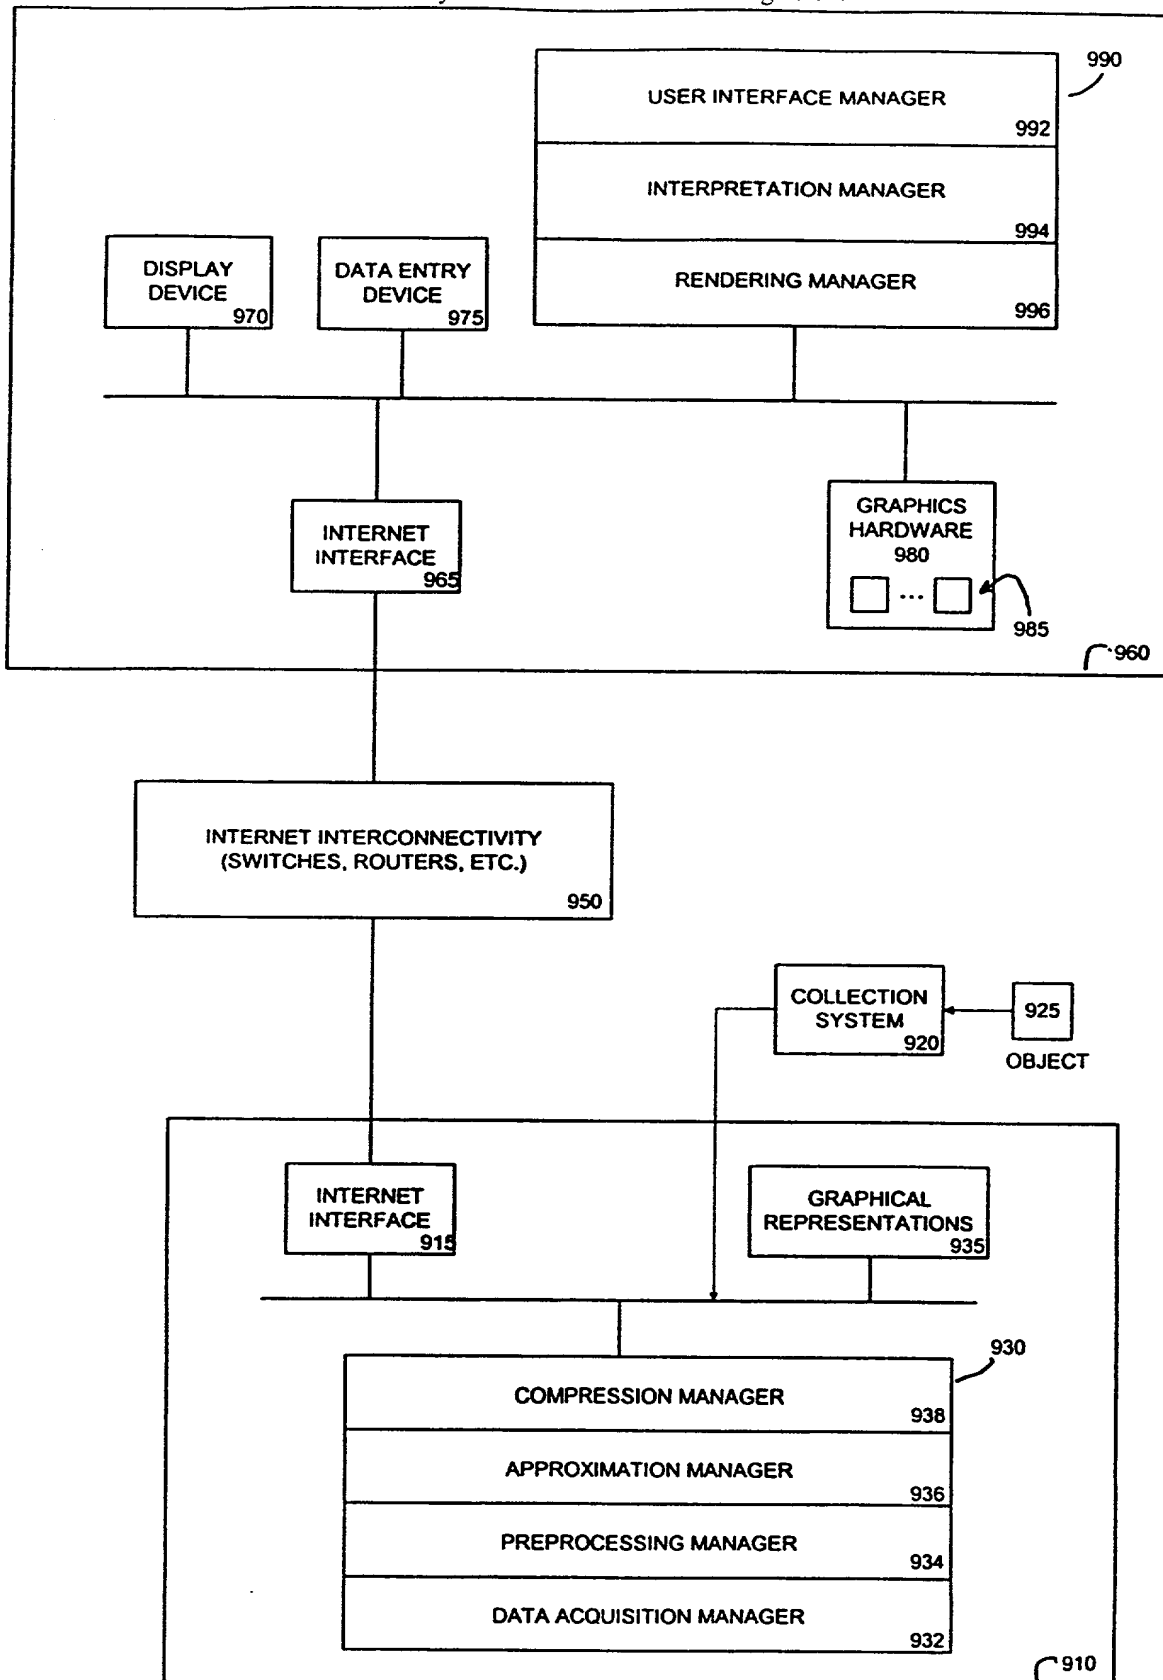 990
USER INTERFACE MANAGER
992
INTERPRETATION MANAGER
994
RENDERING MANAGER
996
DISPLAY
DEVICE
970
DATA ENTRY
DEVICE
975
INTERNET
INTERFACE
965
GRAPHICS
HARDWARE
980
...
985
960
INTERNET INTERCONNECTIVITY
(SWITCHES, ROUTERS, ETC.)
950
COLLECTION
SYSTEM
920
925
OBJECT
INTERNET
INTERFACE
915
GRAPHICAL
REPRESENTATIONS
935
930
COMPRESSION MANAGER
938
APPROXIMATION MANAGER
936
PREPROCESSING MANAGER
934
DATA ACQUISITION MANAGER
932
910